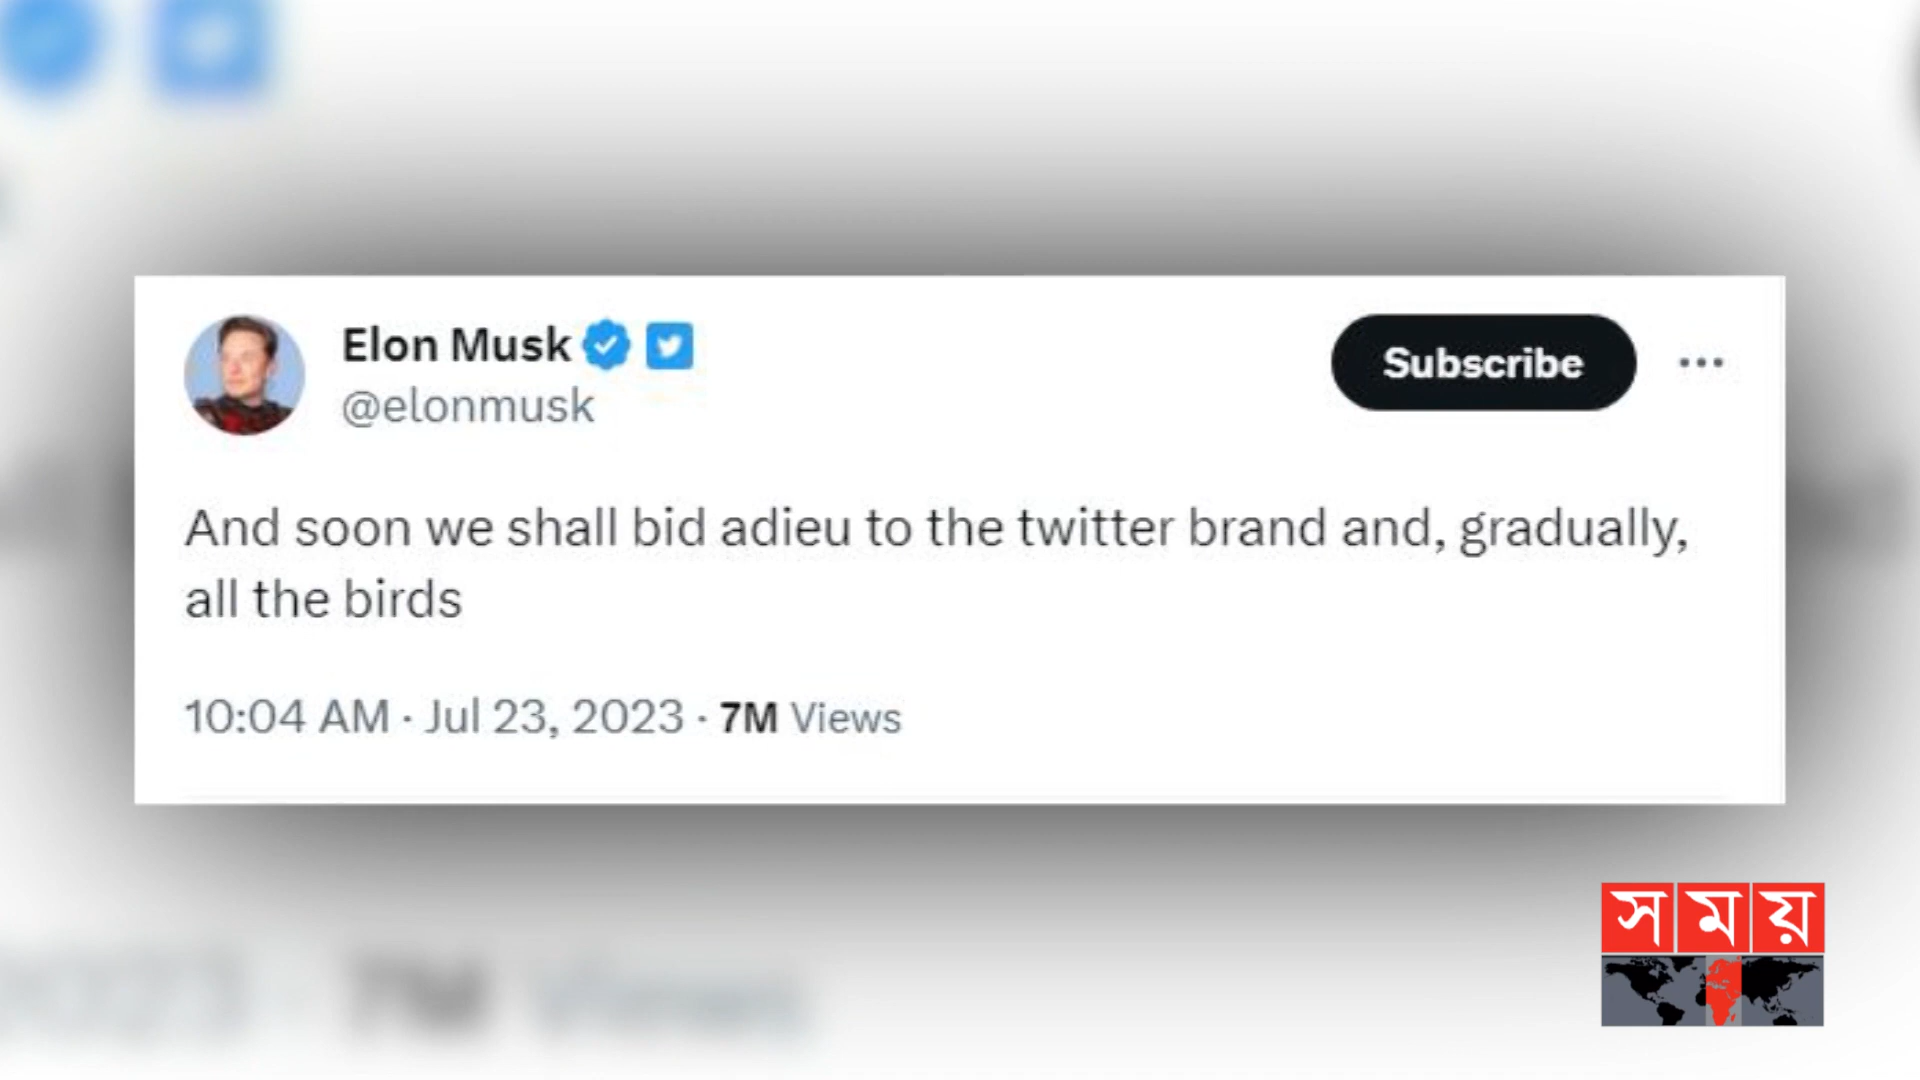 Elon Musk
@elonmusk
Subscribe
And soon we shall bid adieu to the twitter brand and, gradually,
all the birds
10:04 AM · Jul 23, 2023 · 7M Views
সময়